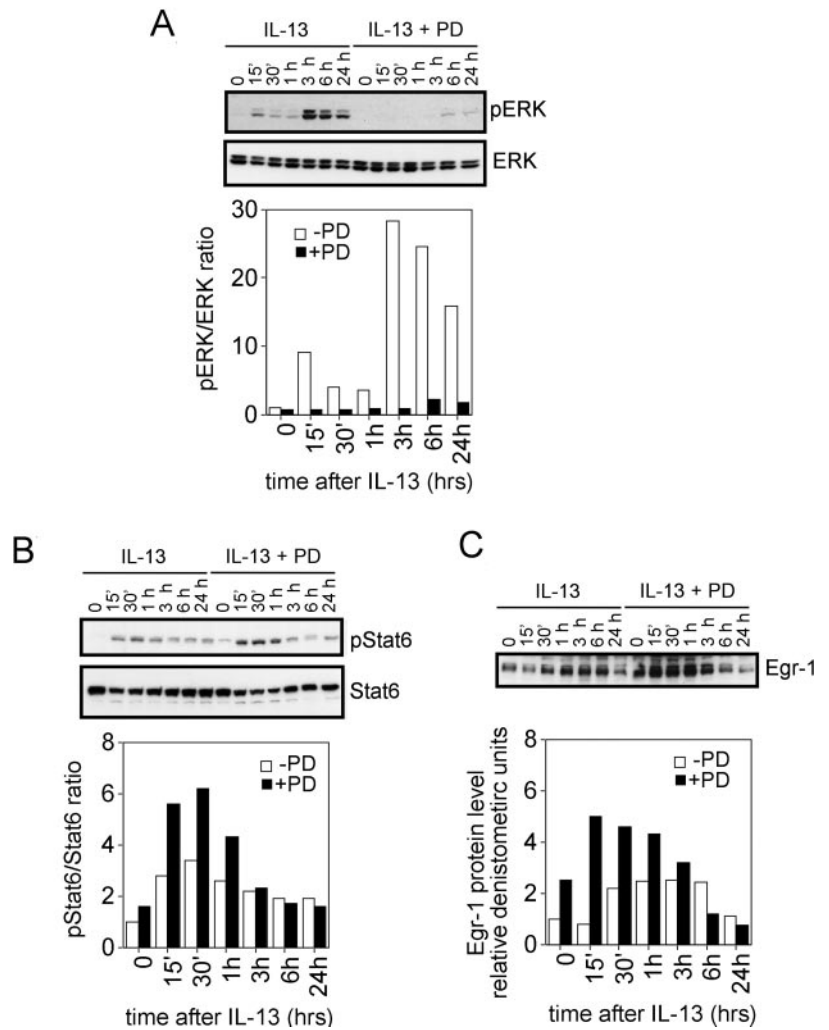 A
IL-13 IL-13 + PD
0 15' 30' 1 h 3 h 6 h 24 h 0 15' 30' 1 h 3 h 6 h 24 h
pERK
ERK
30
20
10
0
pERK/ERK ratio
-PD
+PD
0 15' 30' 1h 3h 6h 24h
time after IL-13 (hrs)
B
IL-13 IL-13 + PD
0 15' 30' 1 h 3 h 6 h 24 h 0 15' 30' 1 h 3 h 6 h 24 h
pStat6
Stat6
8
6
4
2
0
pStat6/Stat6 ratio
-PD
+PD
0 15' 30' 1h 3h 6h 24h
time after IL-13 (hrs)
C
IL-13 IL-13 + PD
0 15' 30' 1 h 3 h 6 h 24 h 0 15' 30' 1 h 3 h 6 h 24 h
Egr-1
8
6
4
2
0
Egr-1 protein level
relative denistometirc units
-PD
+PD
0 15' 30' 1h 3h 6h 24h
time after IL-13 (hrs)